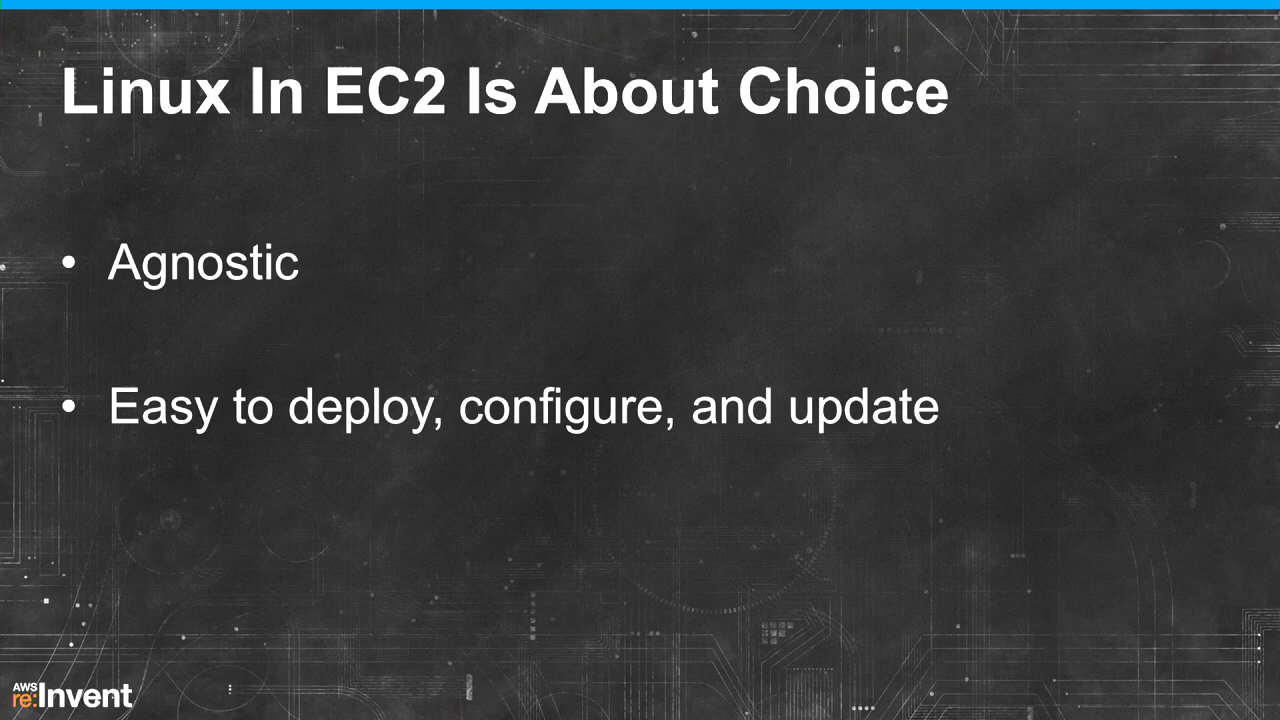 Linux In EC2 Is About Choice
• Agnostic
• Easy to deploy, configure, and update
AWS
re:Invent